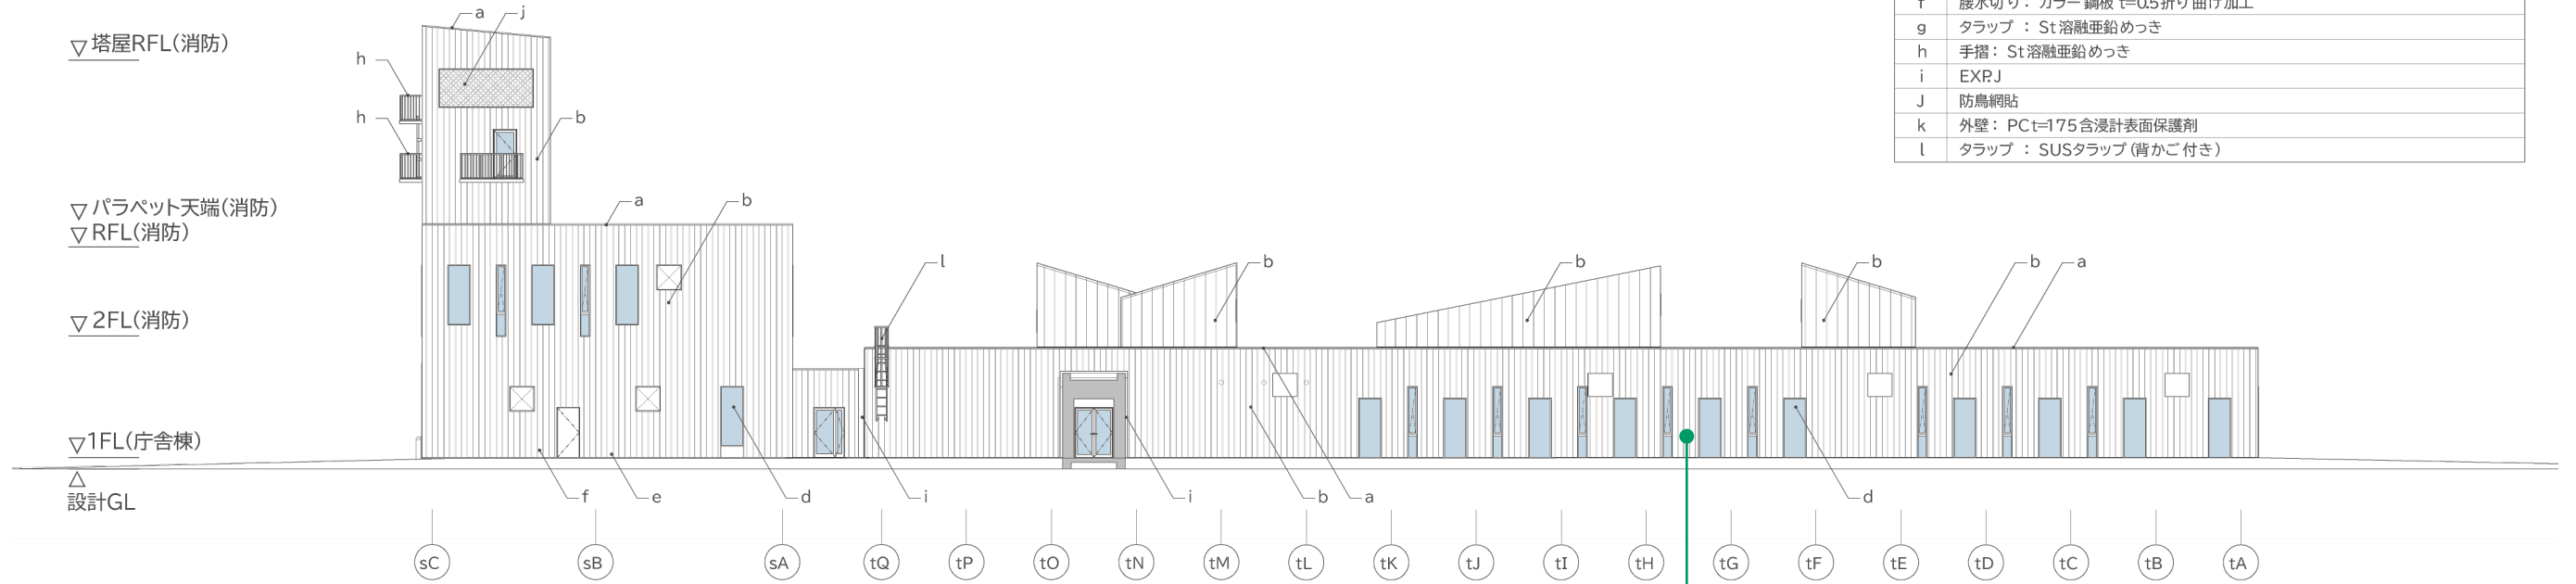 f 腰水切り： カラー鋼板 t=0.5折り曲げ加工
g タラップ ： St溶融亜鉛めっき
h 手摺： St溶融亜鉛めっき
i EXP.J
J 防鳥網貼
k 外壁： PC t=175含浸計表面保護剤
l タラップ ： SUSタラップ（背かご付き）
a j
▽塔屋RFL(消防)
h
h b
▽パラペット天端(消防)
a b
▽RFL(消防)
l b b b b a
▽2FL(消防)
▽1FL(庁舎棟)
△
設計GL
f e d i i b a d
sC sB sA tQ tP tO tN tM tL tK tJ tI tH tG tF tE tD tC tB tA